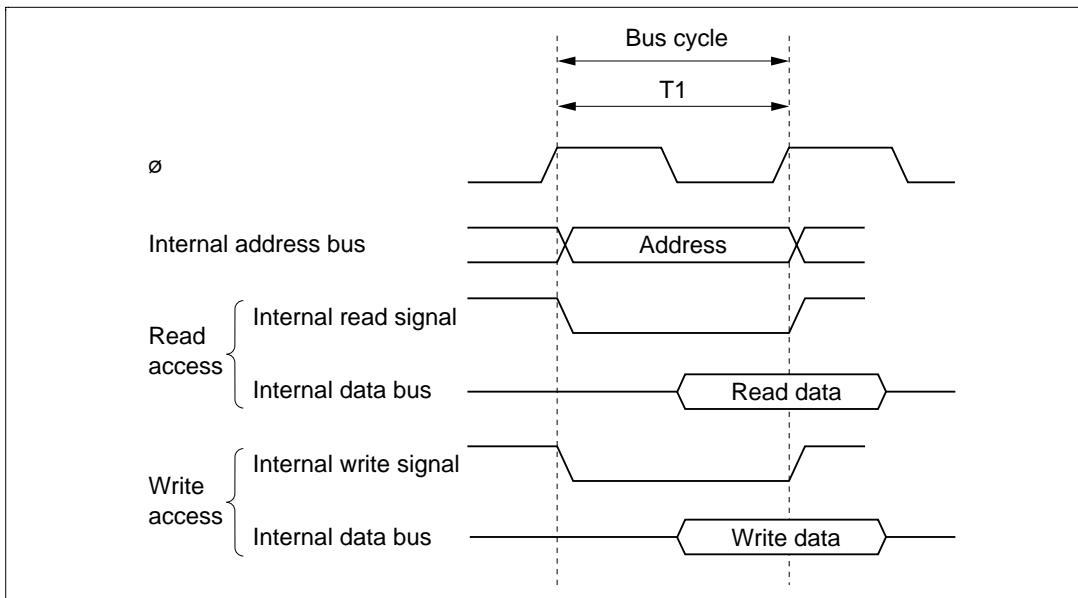 Bus cycle
T1
ø
Internal address bus
Address
Read
access
Internal read signal
Internal data bus
Read data
Write
access
Internal write signal
Internal data bus
Write data